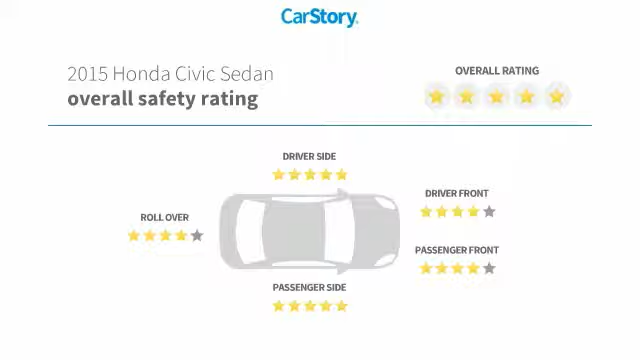 CarStory.
2015 Honda Civic Sedan
overall safety rating
OVERALL RATING
DRIVER SIDE
DRIVER FRONT
ROLL OVER
PASSENGER FRONT
PASSENGER SIDE